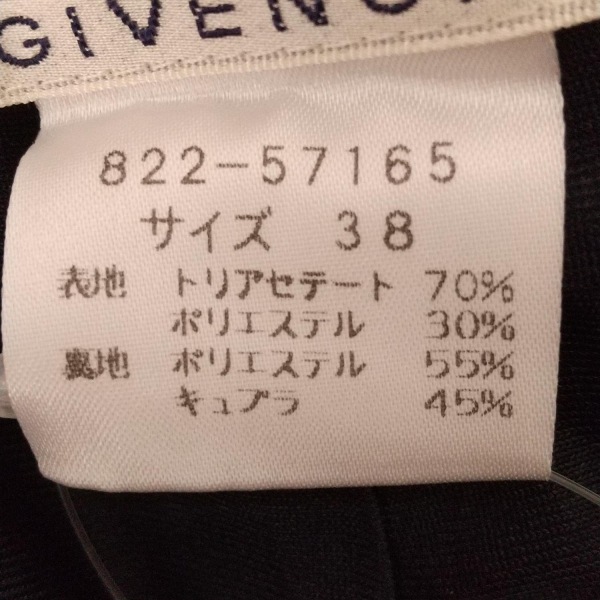 GIVENCH
822-57165
サイズ 38
表地 トリアセテート 70%
ポリエステル 30%
裏地 ポリエステル 55%
キュプラ 45%